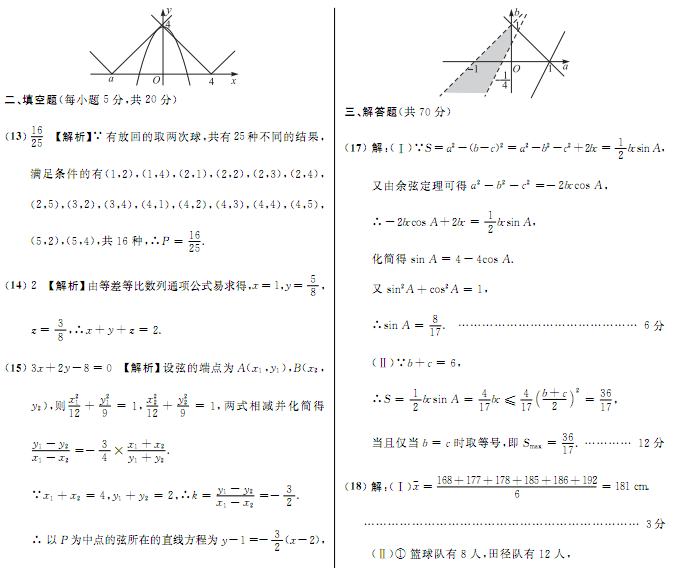 y
4
a
O
4
x
二、填空题(每小题5分,共20分)
(13) 16/25 【解析】∵有放回的取两次球,共有25种不同的结果,
满足条件的有(1,2),(1,4),(2,1),(2,2),(2,3),(2,4),
(2,5),(3,2),(3,4),(4,1),(4,2),(4,3),(4,4),(4,5),
(5,2),(5,4),共16种,∴P = 16/25.
(14) 2 【解析】由等差等比数列通项公式易求得,x = 1,y = 5/8,
z = 3/8,∴x + y + z = 2.
(15) 3x + 2y − 8 = 0 【解析】设弦的端点为A(x₁,y₁),B(x₂,
y₂),则 x₁²/12 + y₁²/9 = 1, x₂²/12 + y₂²/9 = 1,两式相减并化简得
(y₁ − y₂)/(x₁ − x₂) = − 3/4 × (x₁ + x₂)/(y₁ + y₂).
∵x₁ + x₂ = 4,y₁ + y₂ = 2,∴k = (y₁ − y₂)/(x₁ − x₂) = − 3/2.
∴以P为中点的弦所在的直线方程为y − 1 = − 3/2 (x − 2),
b
1
−1
O
1
a
−1/4
三、解答题(共70分)
(17) 解:(Ⅰ)∵S = a² − (b − c)² = a² − b² − c² + 2bc = 1/2 bc sin A,
又由余弦定理可得 a² − b² − c² = − 2bc cos A,
∴ − 2bc cos A + 2bc = 1/2 bc sin A,
化简得 sin A = 4 − 4cos A.
又 sin²A + cos²A = 1,
∴sin A = 8/17. ………………………………………… 6分
(Ⅱ)∵b + c = 6,
∴S = 1/2 bc sin A = 4/17 bc ≤ 4/17 ((b + c)/2)² = 36/17,
当且仅当 b = c 时取等号,即 Smax = 36/17. ………… 12分
(18) 解:(Ⅰ) x̄ = (168 + 177 + 178 + 185 + 186 + 192)/6 = 181 cm.
………………………………………………………………… 3分
(Ⅱ)① 篮球队有8人,田径队有12人,